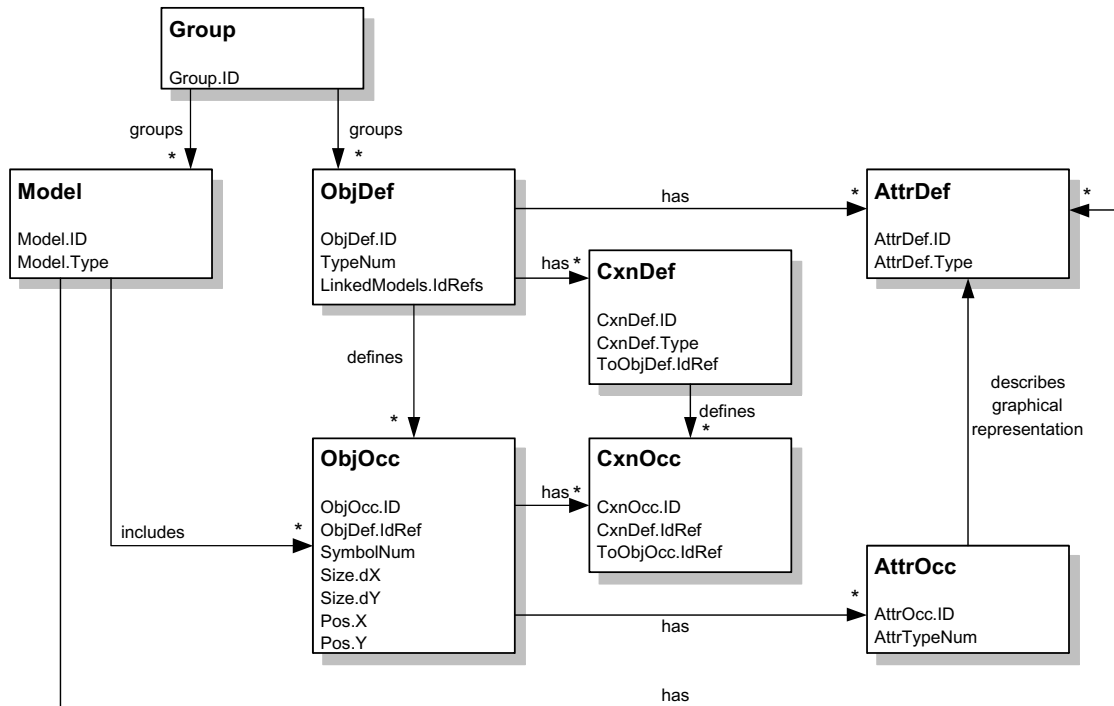 Group
Group.ID
groups
groups
*
*
Model
Model.ID
Model.Type
ObjDef
ObjDef.ID
TypeNum
LinkedModels.IdRefs
has
*
AttrDef
AttrDef.ID
AttrDef.Type
*
has *
CxnDef
CxnDef.ID
CxnDef.Type
ToObjDef.IdRef
defines
*
defines
*
describes
graphical
representation
ObjOcc
ObjOcc.ID
ObjDef.IdRef
SymbolNum
Size.dX
Size.dY
Pos.X
Pos.Y
has *
CxnOcc
CxnOcc.ID
CxnDef.IdRef
ToObjOcc.IdRef
includes
*
has
*
AttrOcc
AttrOcc.ID
AttrTypeNum
has